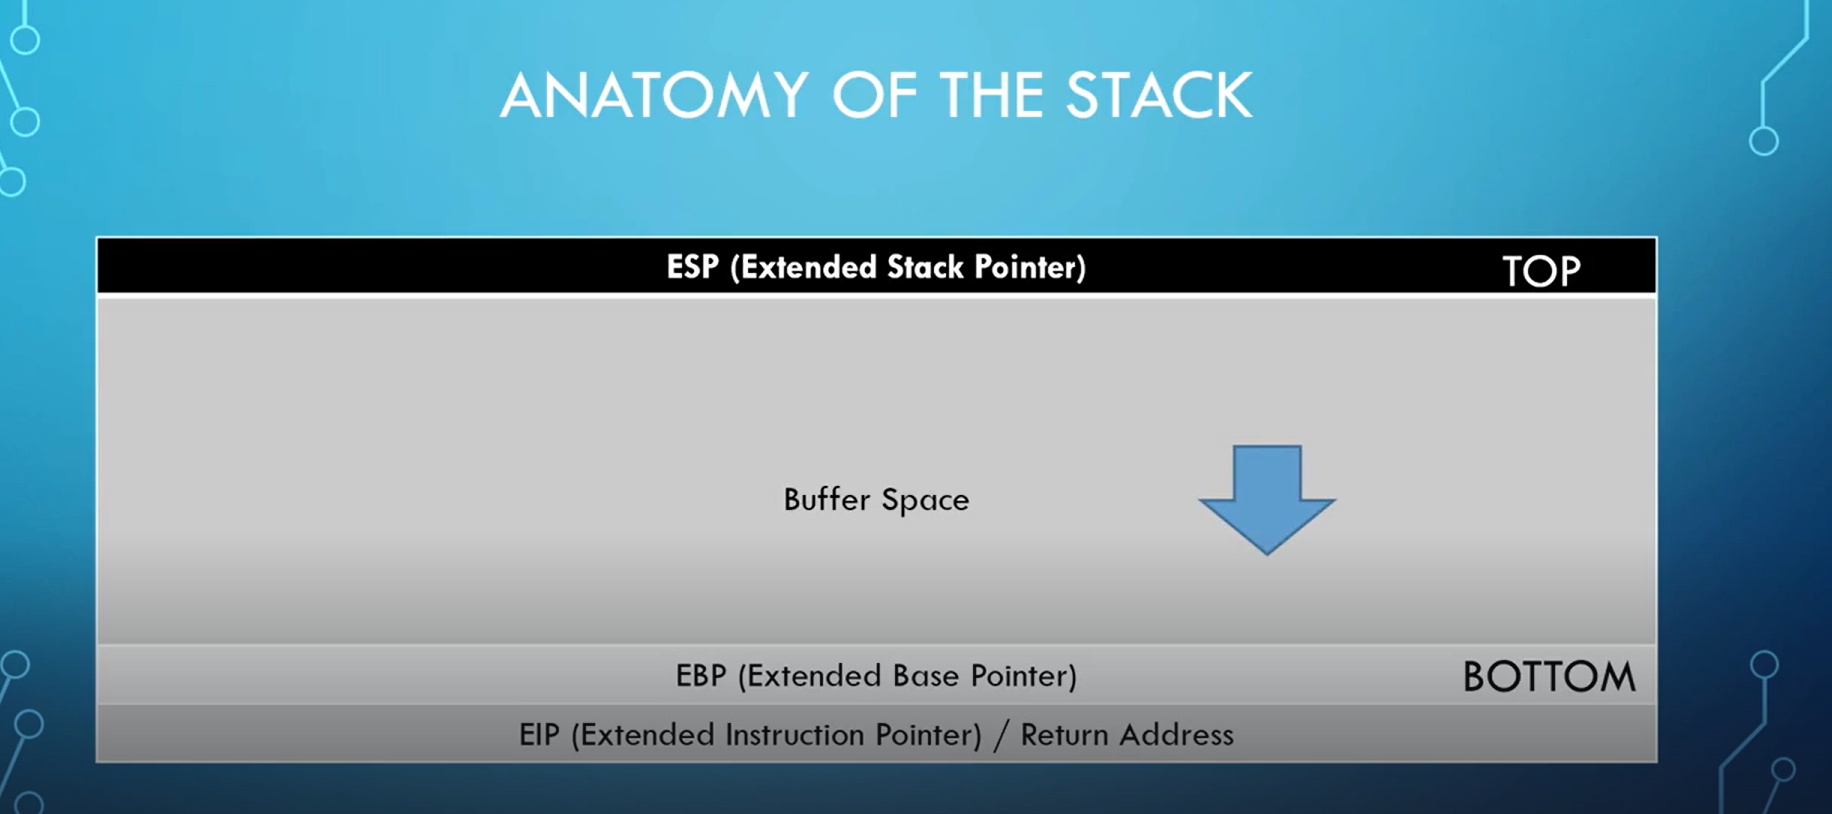 ANATOMY OF THE STACK
ESP (Extended Stack Pointer) TOP
Buffer Space
EBP (Extended Base Pointer) BOTTOM
EIP (Extended Instruction Pointer) / Return Address